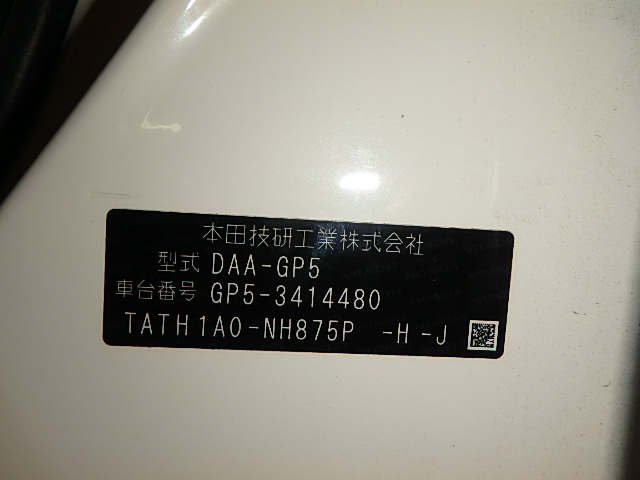 本田技研工業株式会社
型式 DAA-GP5
車台番号 GP5-3414480
TATH1A0-NH875P -H -J